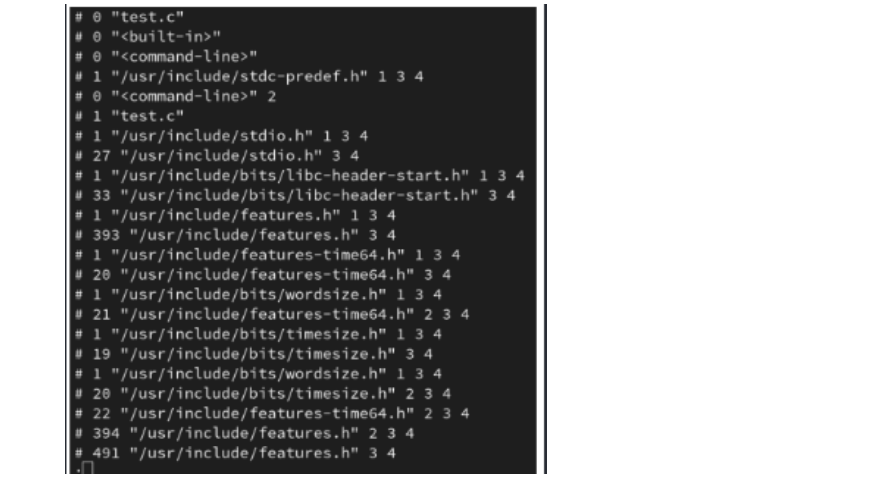 # 0 "test.c"
# 0 "<built-in>"
# 0 "<command-line>"
# 1 "/usr/include/stdc-predef.h" 1 3 4
# 0 "<command-line>" 2
# 1 "test.c"
# 1 "/usr/include/stdio.h" 1 3 4
# 27 "/usr/include/stdio.h" 3 4
# 1 "/usr/include/bits/libc-header-start.h" 1 3 4
# 33 "/usr/include/bits/libc-header-start.h" 3 4
# 1 "/usr/include/features.h" 1 3 4
# 393 "/usr/include/features.h" 3 4
# 1 "/usr/include/features-time64.h" 1 3 4
# 20 "/usr/include/features-time64.h" 3 4
# 1 "/usr/include/bits/wordsize.h" 1 3 4
# 21 "/usr/include/features-time64.h" 2 3 4
# 1 "/usr/include/bits/timesize.h" 1 3 4
# 19 "/usr/include/bits/timesize.h" 3 4
# 1 "/usr/include/bits/wordsize.h" 1 3 4
# 20 "/usr/include/bits/timesize.h" 2 3 4
# 22 "/usr/include/features-time64.h" 2 3 4
# 394 "/usr/include/features.h" 2 3 4
# 491 "/usr/include/features.h" 3 4